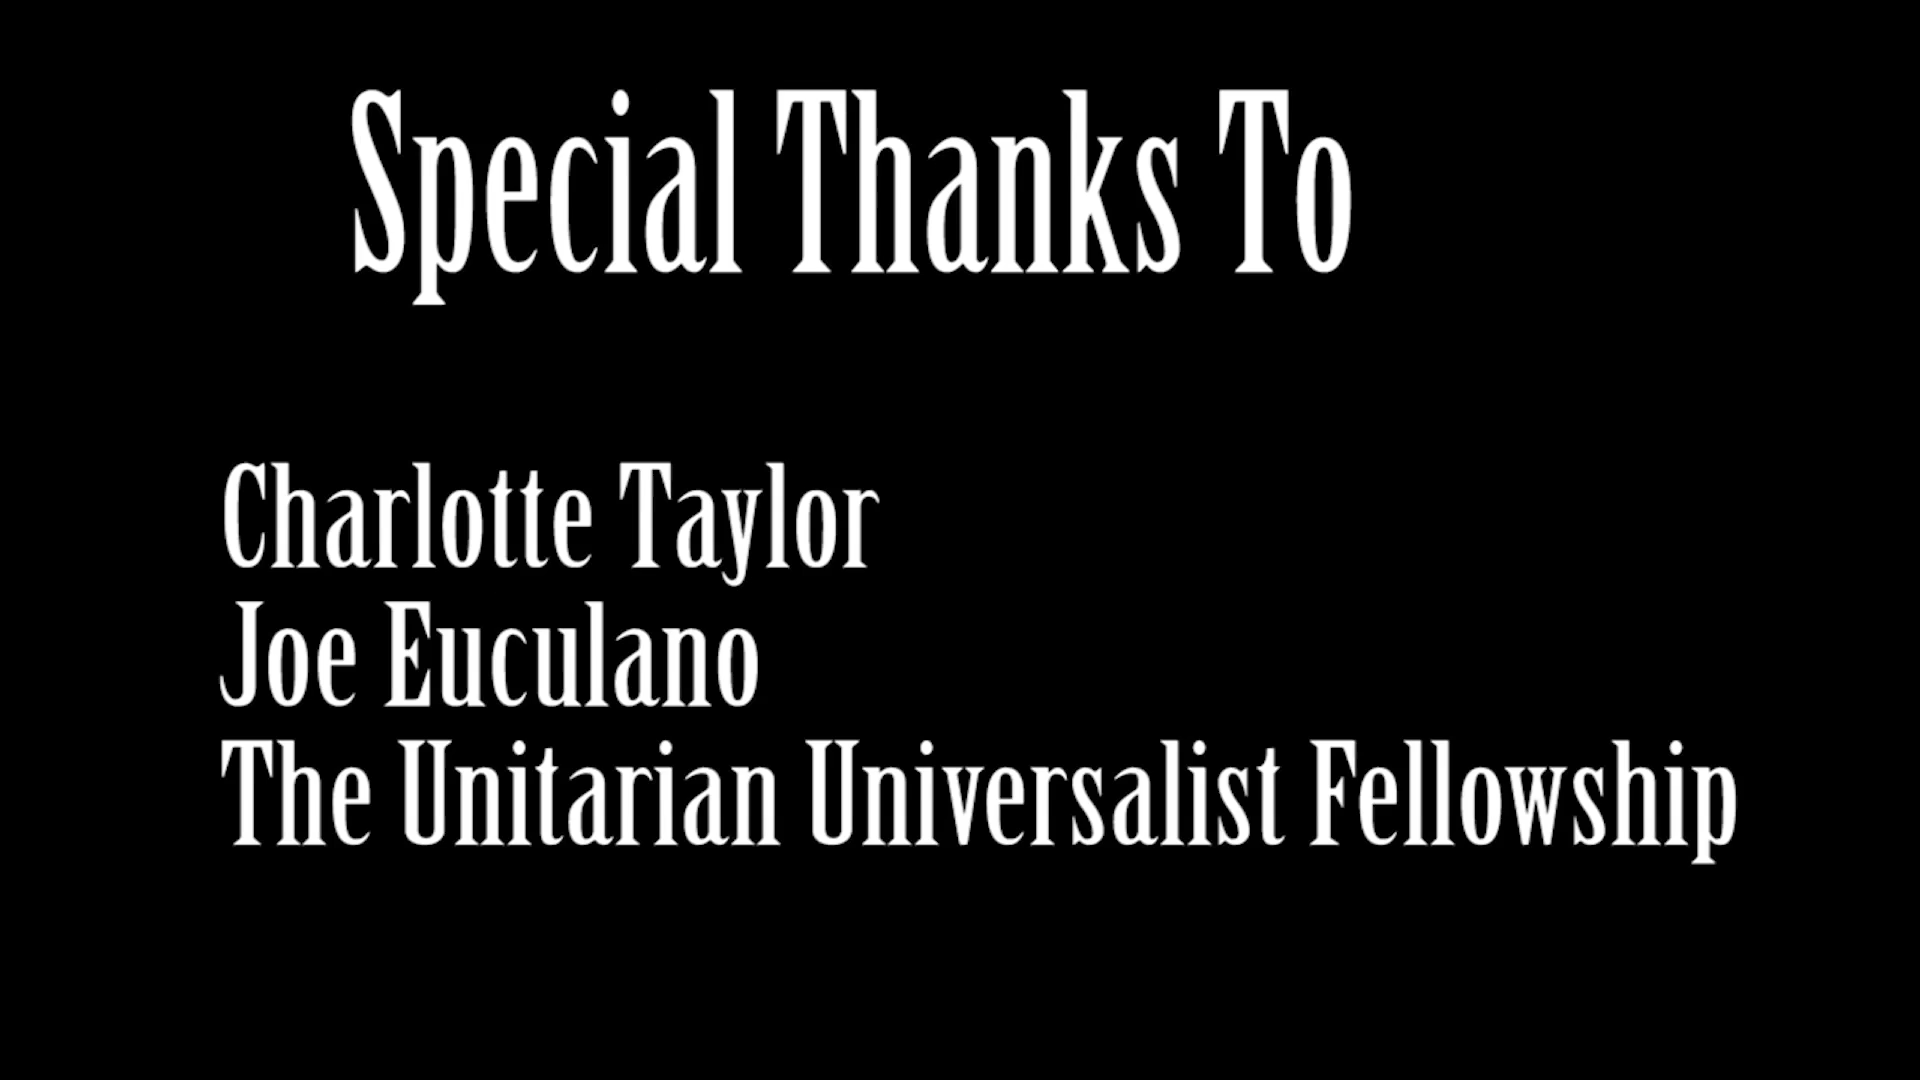 Special Thanks To
Charlotte Taylor
Joe Euculano
The Unitarian Universalist Fellowship